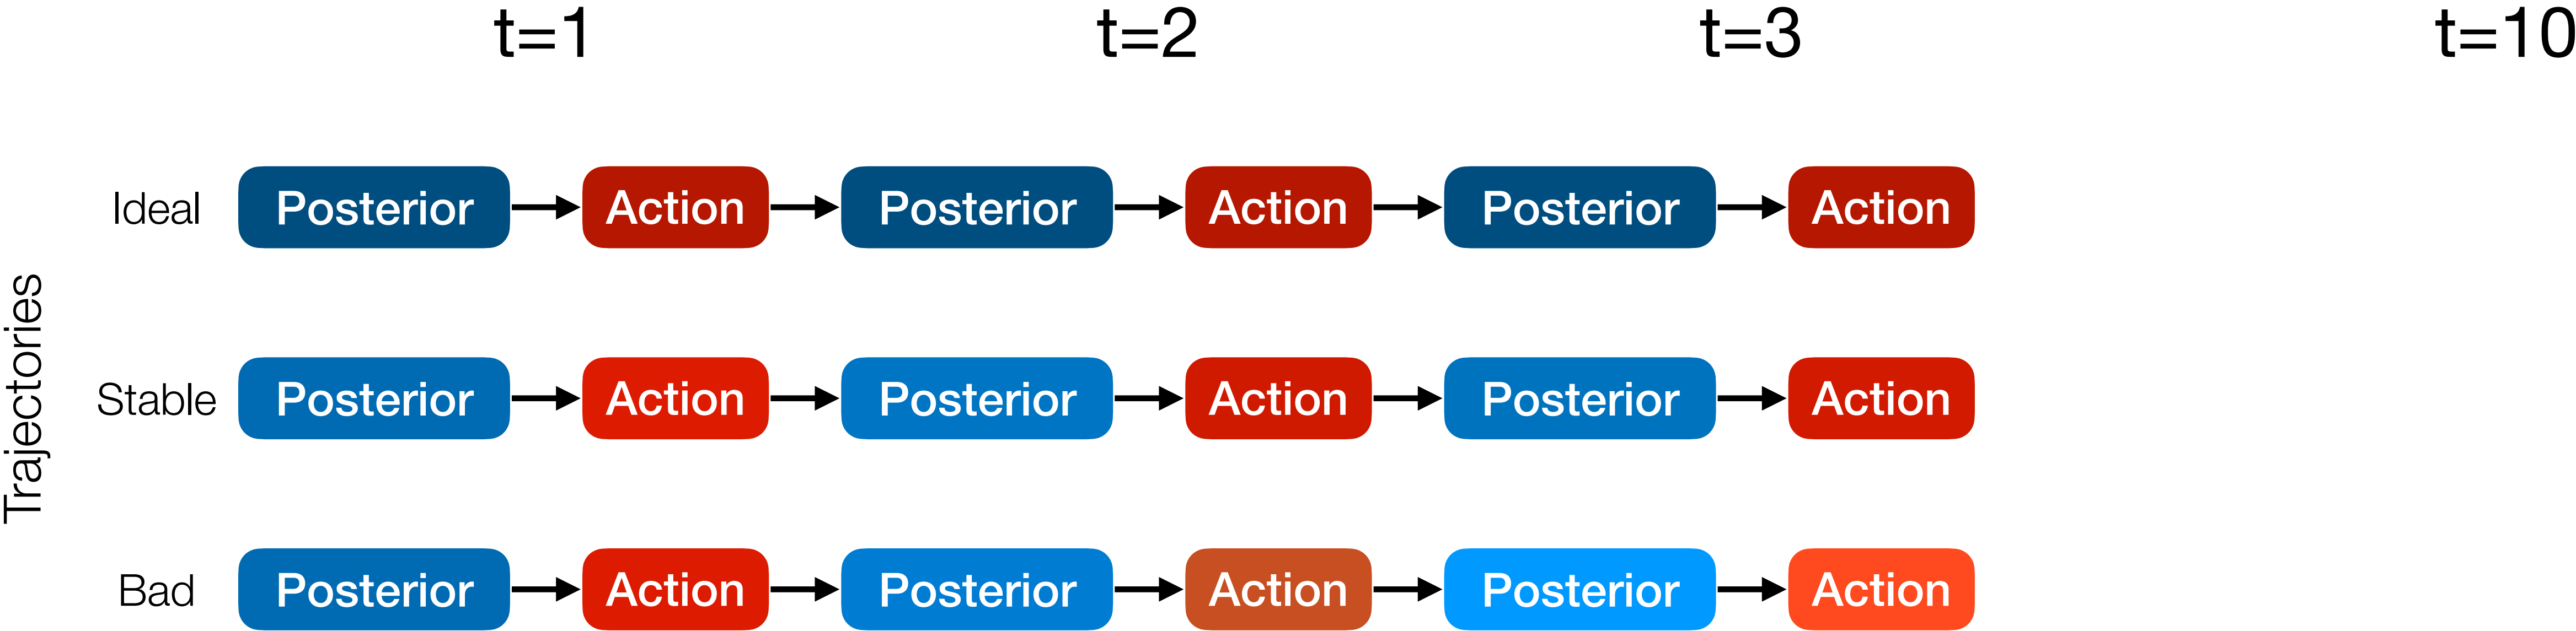 t=1 t=2 t=3 t=10
Ideal Posterior Action Posterior Action Posterior Action
Trajectories
Stable Posterior Action Posterior Action Posterior Action
Bad Posterior Action Posterior Action Posterior Action